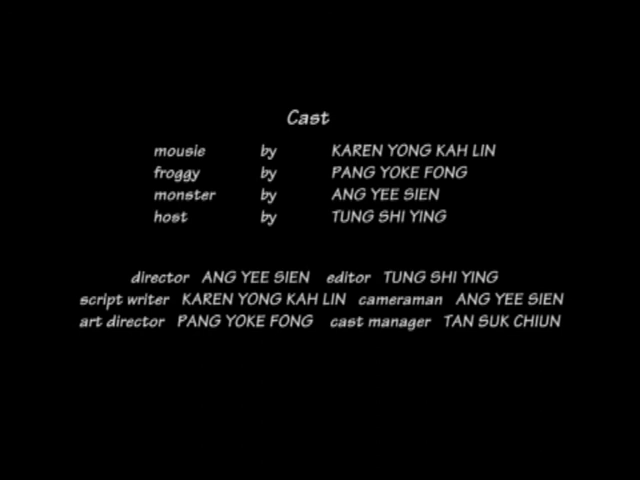 Cast
mousie by KAREN YONG KAH LIN
froggy by PANG YOKE FONG
monster by ANG YEE SIEN
host by TUNG SHI YING
director ANG YEE SIEN editor TUNG SHI YING
script writer KAREN YONG KAH LIN cameraman ANG YEE SIEN
art director PANG YOKE FONG cast manager TAN SUK CHIUN